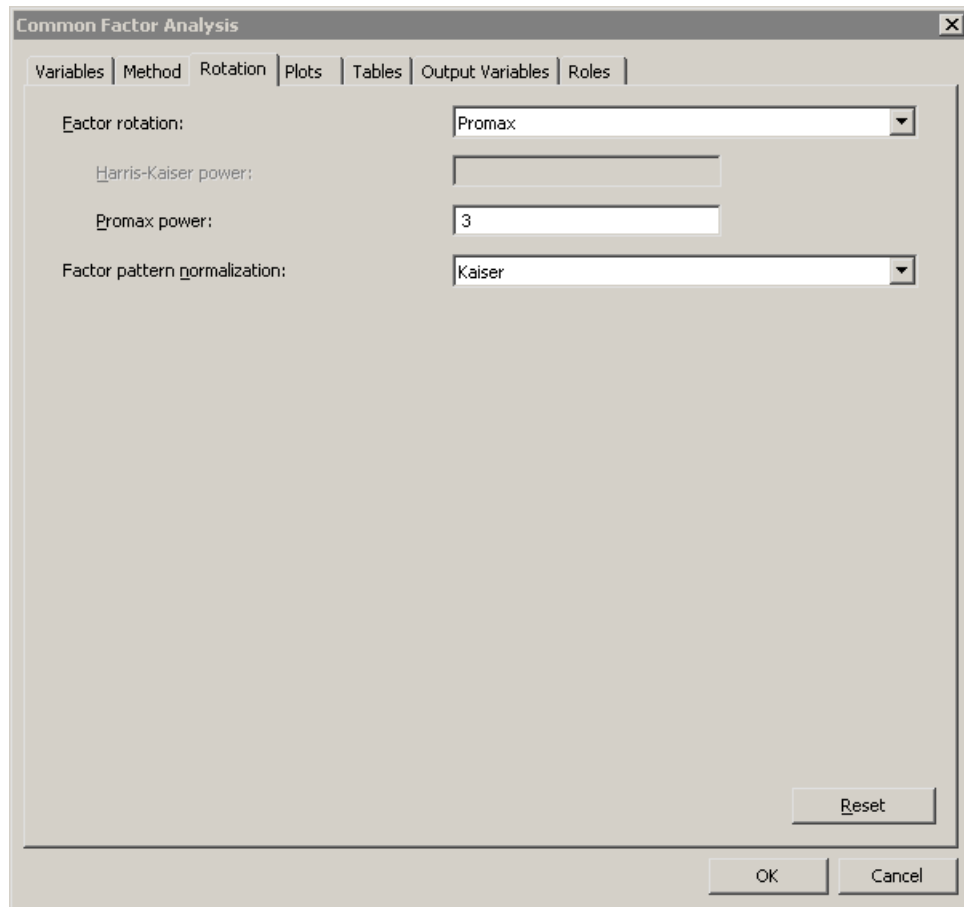 Common Factor Analysis
Variables Method Rotation Plots Tables Output Variables Roles
Factor rotation: Promax
Harris-Kaiser power:
Promax power: 3
Factor pattern normalization: Kaiser
Reset
OK Cancel